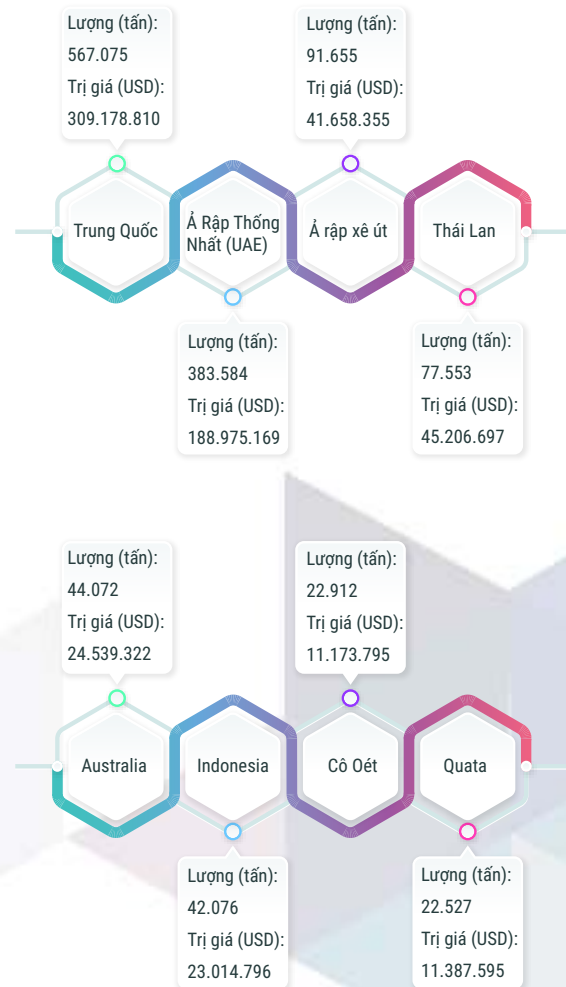 Lượng (tấn):
567.075
Trị giá (USD):
309.178.810
Lượng (tấn):
91.655
Trị giá (USD):
41.658.355
Trung Quốc
Ả Rập Thống
Nhất (UAE)
Ả rập xê út
Thái Lan
Lượng (tấn):
383.584
Trị giá (USD):
188.975.169
Lượng (tấn):
77.553
Trị giá (USD):
45.206.697
Lượng (tấn):
44.072
Trị giá (USD):
24.539.322
Lượng (tấn):
22.912
Trị giá (USD):
11.173.795
Australia
Indonesia
Cô Oét
Quata
Lượng (tấn):
42.076
Trị giá (USD):
23.014.796
Lượng (tấn):
22.527
Trị giá (USD):
11.387.595